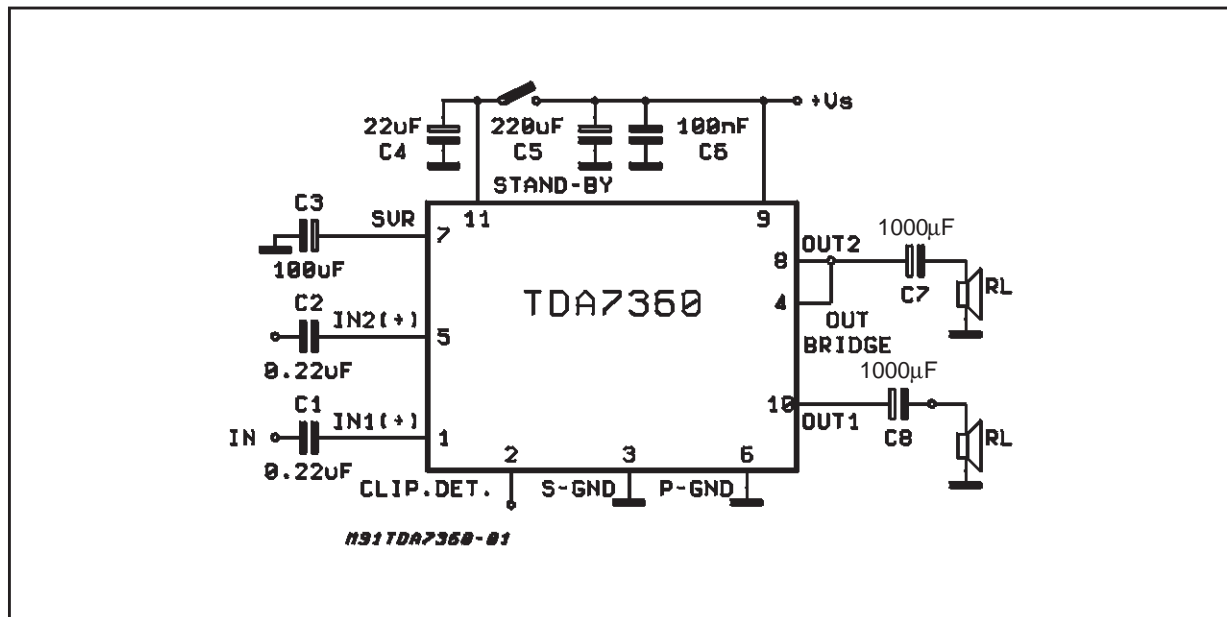 +Vs
22uF
C4
220uF
C5
100nF
C6
STAND-BY
C3
100uF
SVR
7
11
9
C2
IN2(+)
0.22uF
5
TDA7360
8
OUT2
4
OUT
BRIDGE
1000µF
C7
RL
C1
IN
IN1(+)
0.22uF
1
10
OUT1
1000µF
C8
RL
2
3
6
CLIP.DET.
S-GND
P-GND
M91TDA7360-01